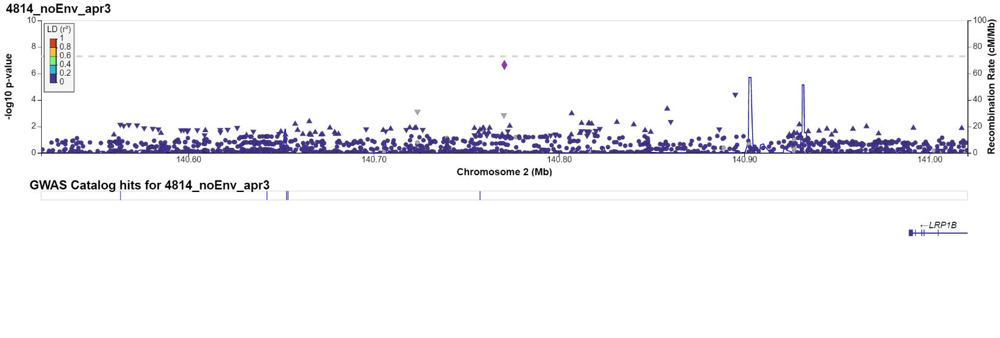 4814_noEnv_apr3
10
8
6
4
2
0
-log10 p-value
LD (r²)
1
0.8
0.6
0.4
0.2
0
100
80
60
40
20
0
Recombination Rate (cM/Mb)
140.60 140.70 140.80 140.90 141.00
Chromosome 2 (Mb)
GWAS Catalog hits for 4814_noEnv_apr3
←LRP1B